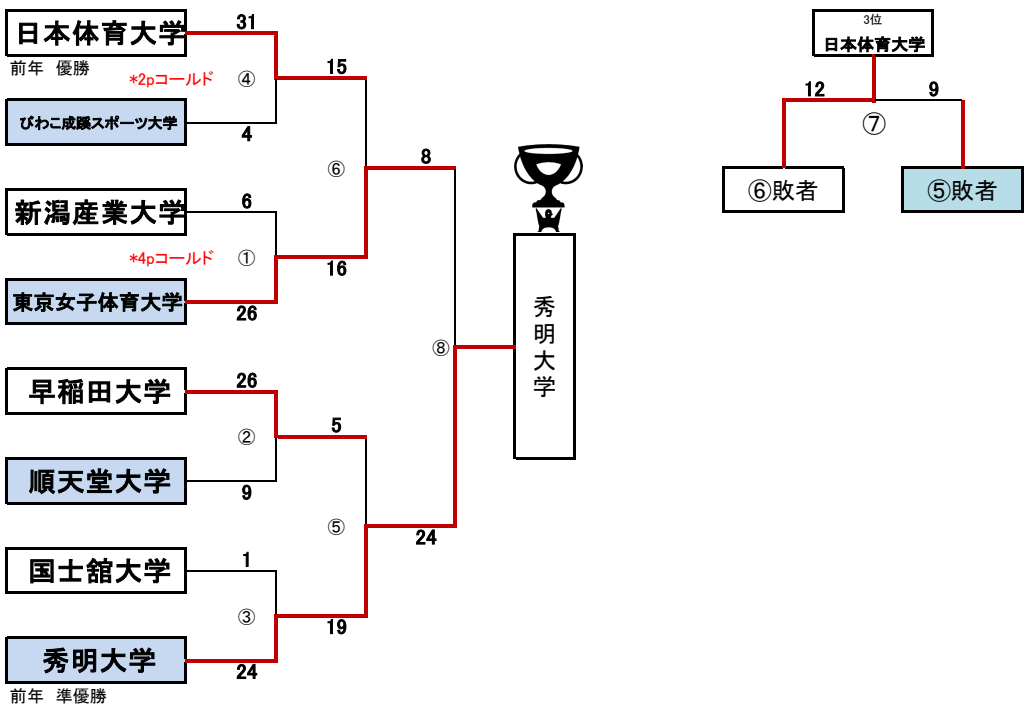 日本体育大学
31
前年 優勝
*2pコールド
④
15
びわこ成蹊スポーツ大学
4
⑥
8
新潟産業大学
6
*4pコールド
①
16
東京女子体育大学
26
早稲田大学
26
②
5
順天堂大学
9
⑤
24
国士舘大学
1
③
19
秀明大学
24
前年 準優勝
⑧
秀明大学
3位
日本体育大学
12
9
⑦
⑥敗者
⑤敗者